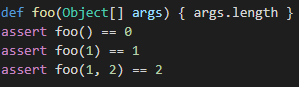 def foo(Object[] args) { args.length }
assert foo() == 0
assert foo(1) == 1
assert foo(1, 2) == 2